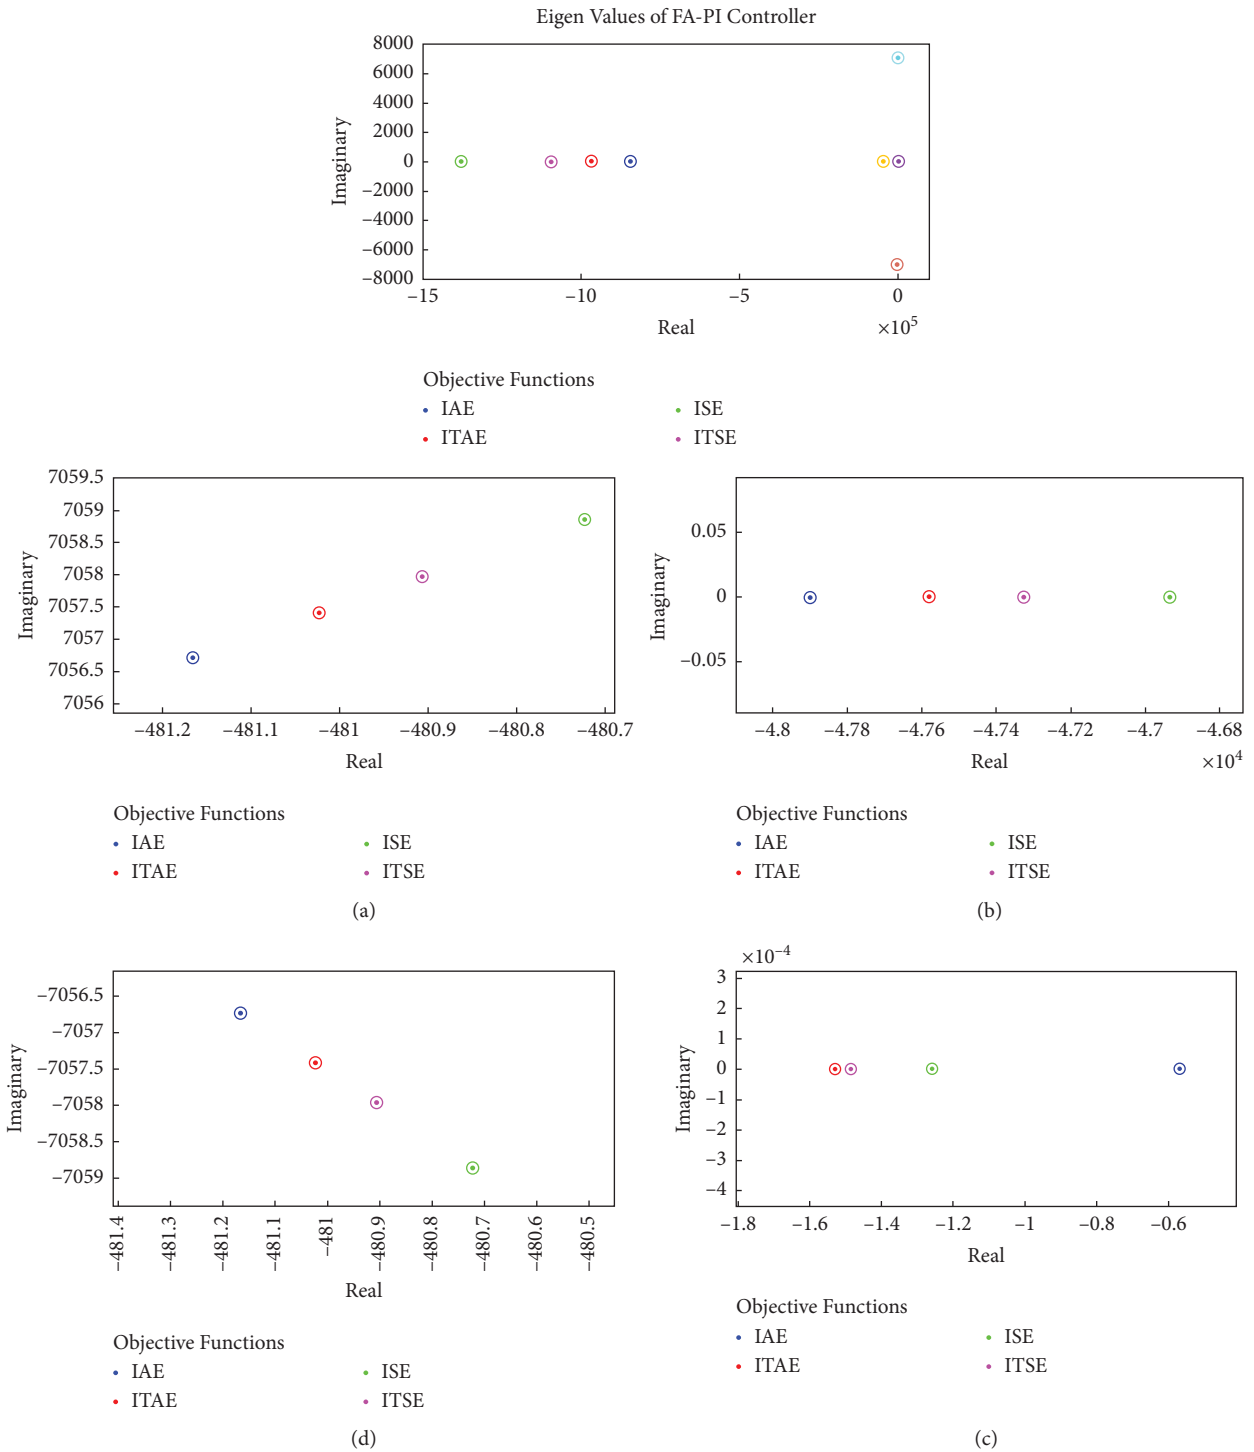 Eigen Values of FA-PI Controller
8000
6000
4000
2000
0
−2000
−4000
−6000
−8000
Imaginary
−15 −10 −5 0
Real ×10⁵
Objective Functions
IAE ISE
ITAE ITSE
7059.5
7059
7058.5
7058
7057.5
7057
7056.5
7056
Imaginary
−481.2 −481.1 −481 −480.9 −480.8 −480.7
Real
Objective Functions
IAE ISE
ITAE ITSE
(a)
0.05
0
−0.05
Imaginary
−4.8 −4.78 −4.76 −4.74 −4.72 −4.7 −4.68
Real ×10⁴
Objective Functions
IAE ISE
ITAE ITSE
(b)
−7056.5
−7057
−7057.5
−7058
−7058.5
−7059
Imaginary
−481.4 −481.3 −481.2 −481.1 −481 −480.9 −480.8 −480.7 −480.6 −480.5
Real
Objective Functions
IAE ISE
ITAE ITSE
(d)
×10⁻⁴
3
2
1
0
−1
−2
−3
−4
Imaginary
−1.8 −1.6 −1.4 −1.2 −1 −0.8 −0.6
Real
Objective Functions
IAE ISE
ITAE ITSE
(c)